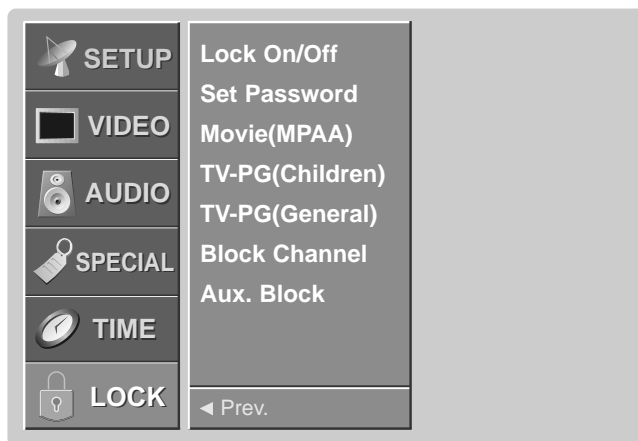 SETUP
VIDEO
AUDIO
SPECIAL
TIME
LOCK
Lock On/Off
Set Password
Movie(MPAA)
TV-PG(Children)
TV-PG(General)
Block Channel
Aux. Block
◄ Prev.